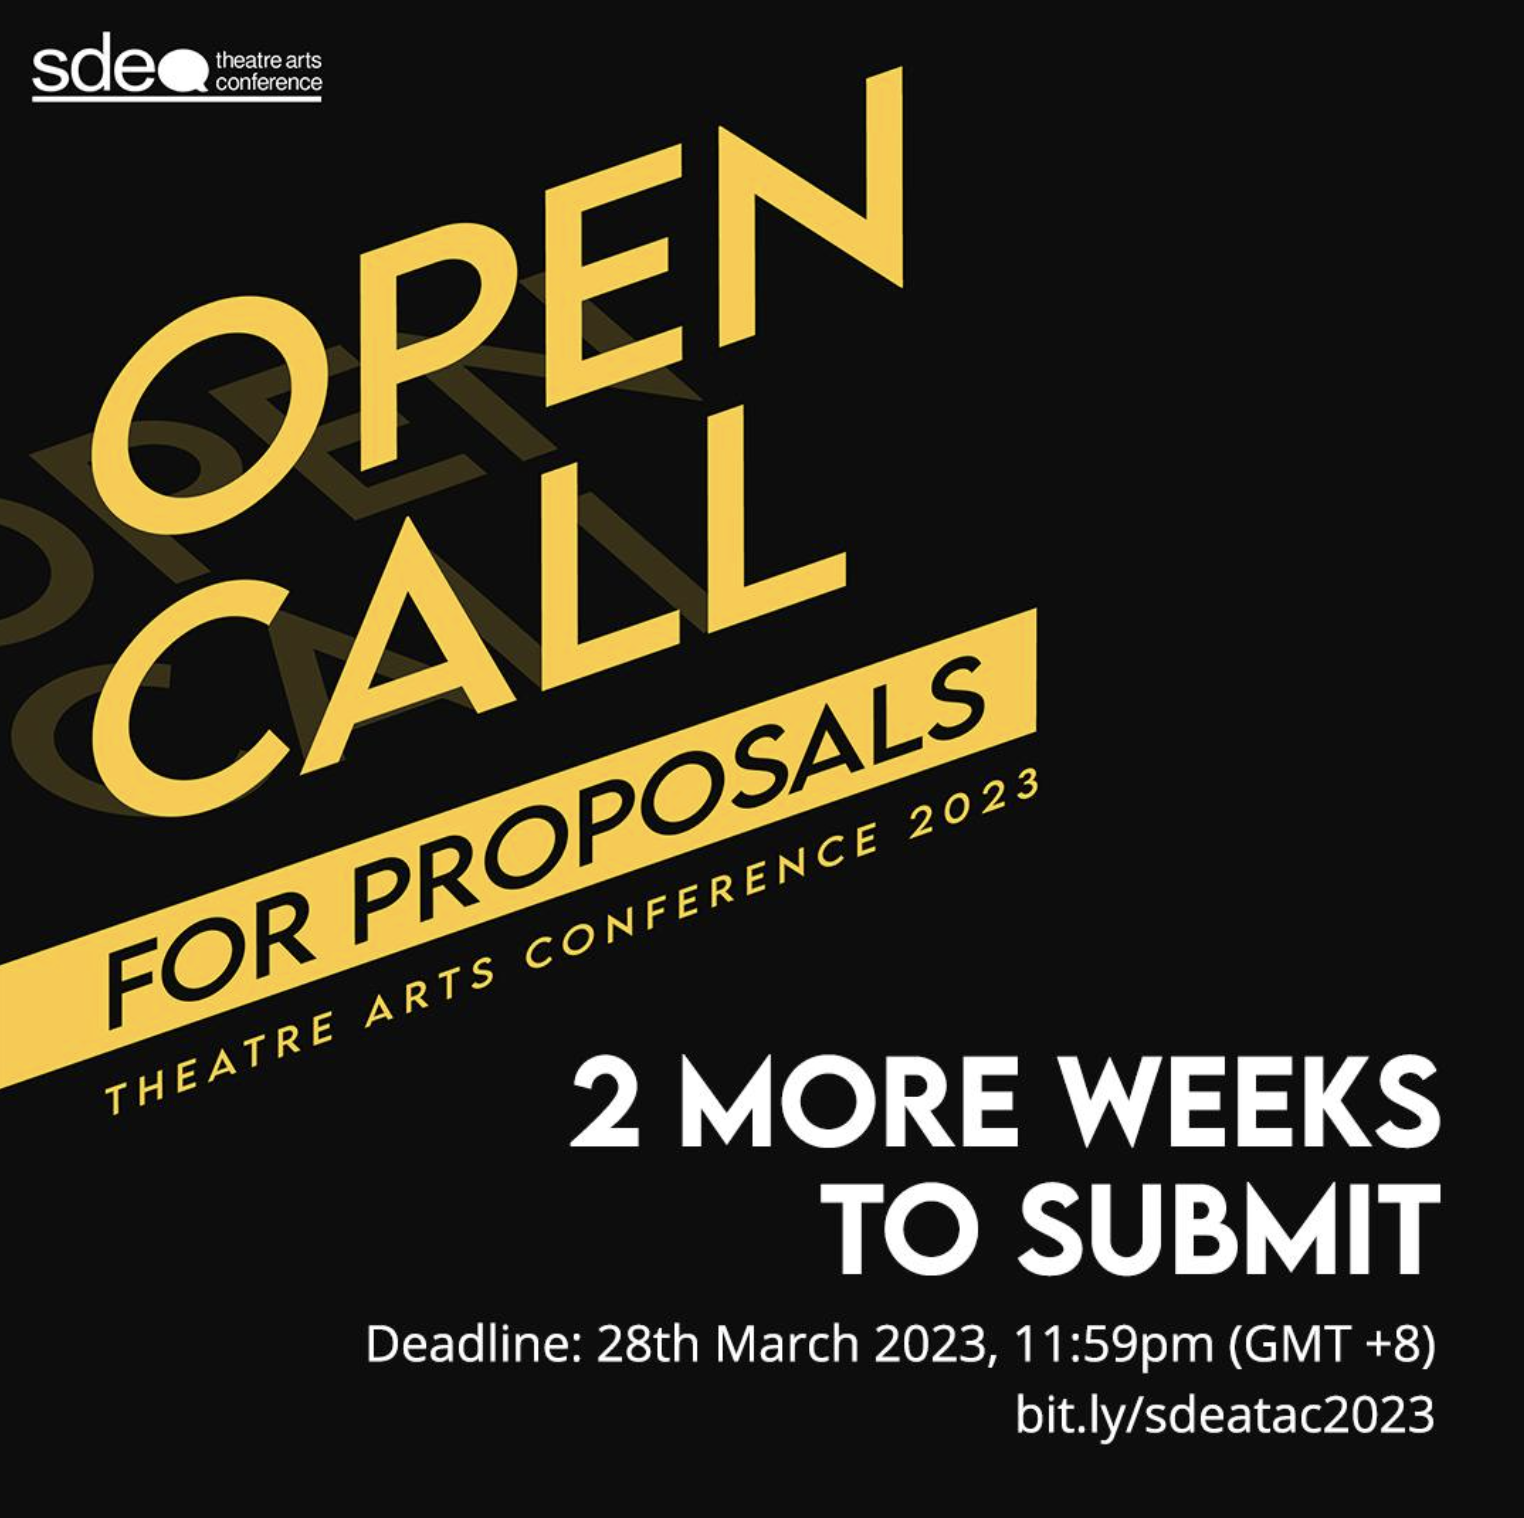 sdea theatre arts
conference
OPEN
CALL
FOR PROPOSALS
THEATRE ARTS CONFERENCE 2023
2 MORE WEEKS
TO SUBMIT
Deadline: 28th March 2023, 11:59pm (GMT +8)
bit.ly/sdeatac2023